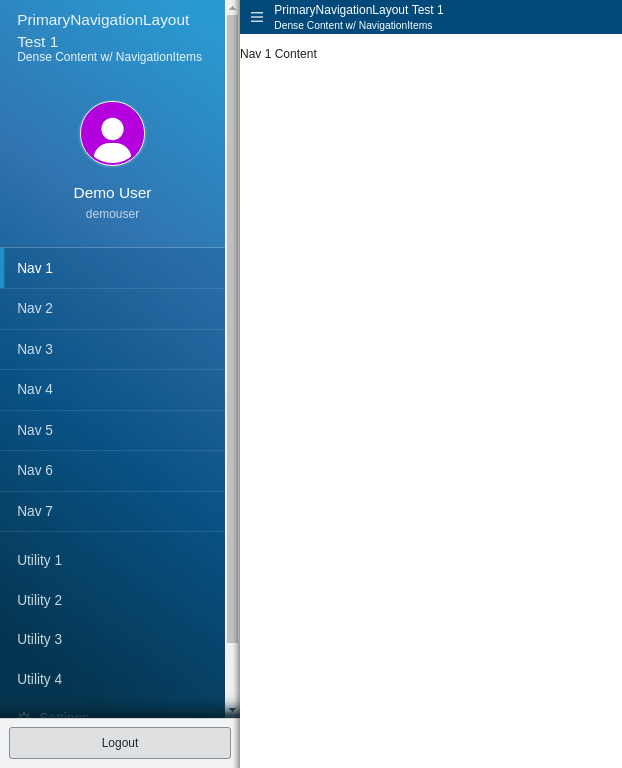 PrimaryNavigationLayout
Test 1
Dense Content w/ NavigationItems
Demo User
demouser
Nav 1
Nav 2
Nav 3
Nav 4
Nav 5
Nav 6
Nav 7
Utility 1
Utility 2
Utility 3
Utility 4
Settings
Logout
PrimaryNavigationLayout Test 1
Dense Content w/ NavigationItems
Nav 1 Content